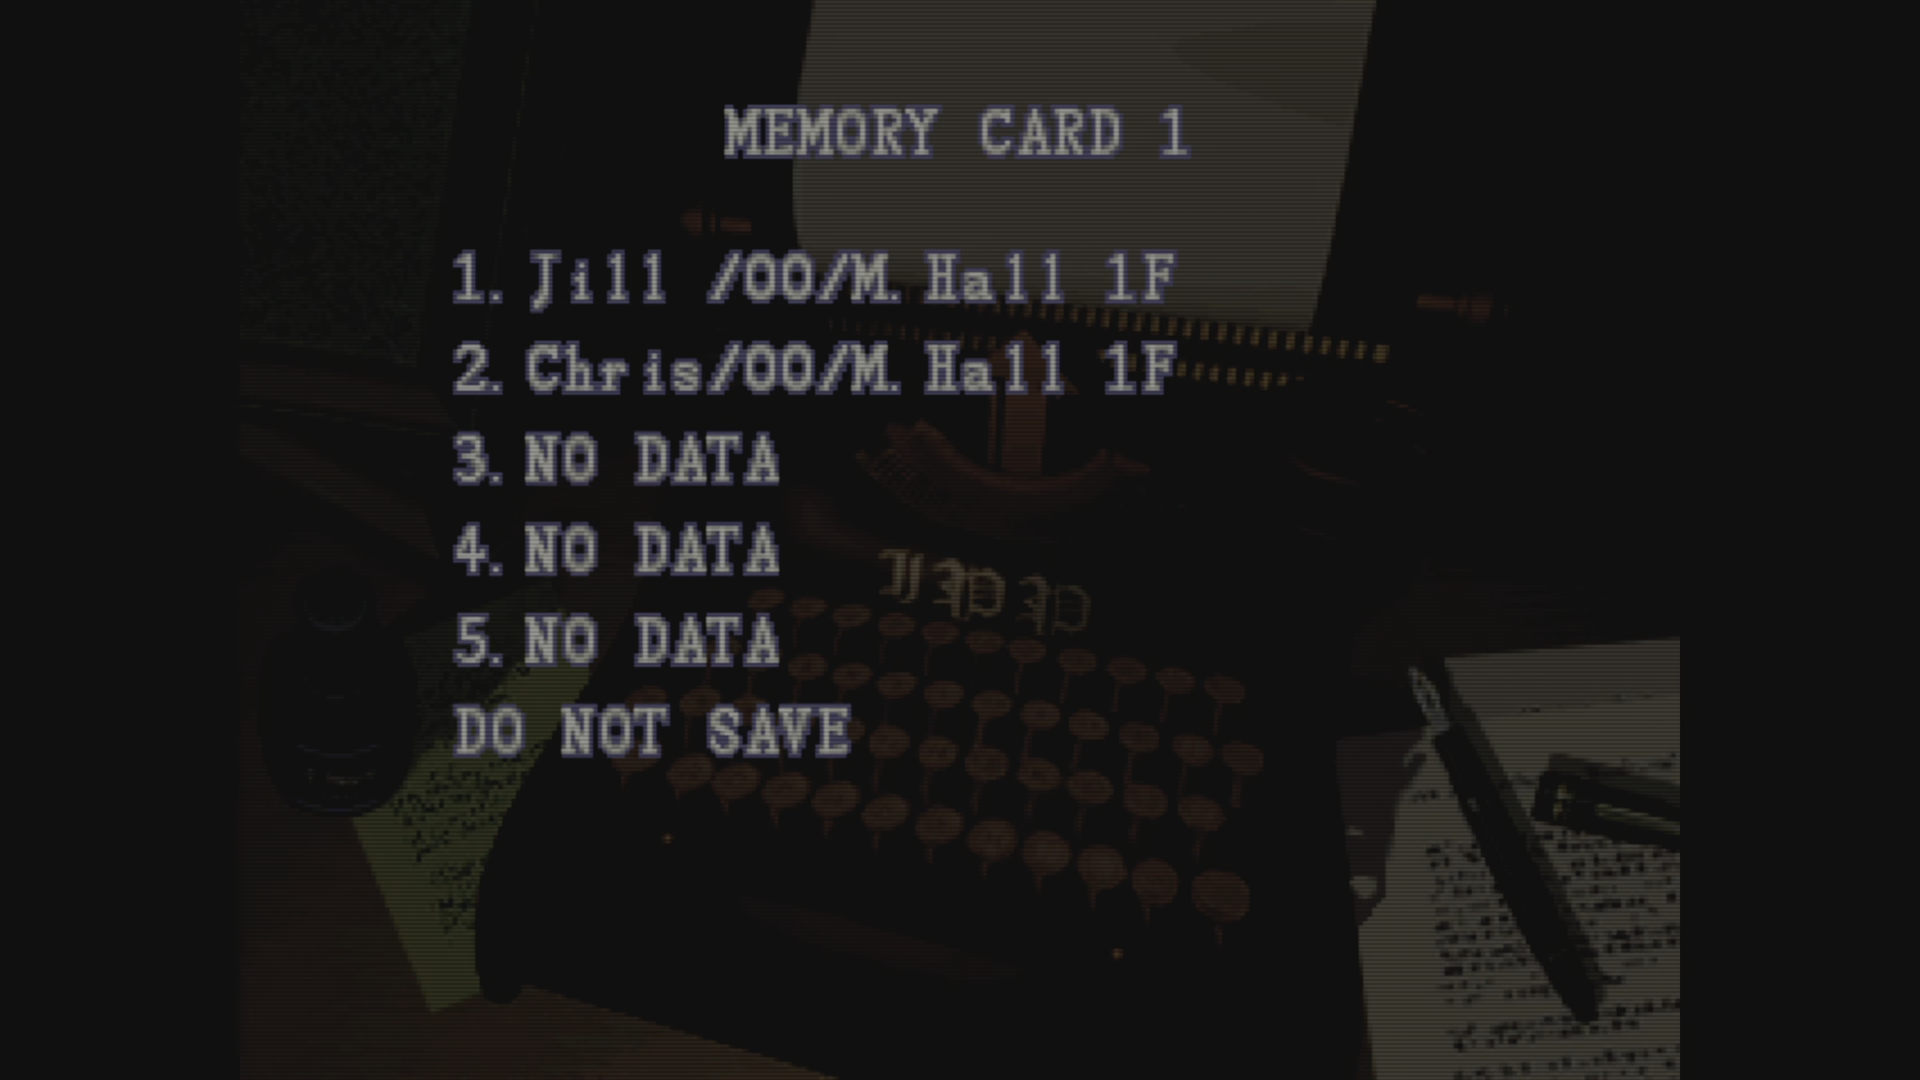 MEMORY CARD 1
1. Jill /00/M. Hall 1F
2. Chris/00/M. Hall 1F
3. NO DATA
4. NO DATA
5. NO DATA
DO NOT SAVE